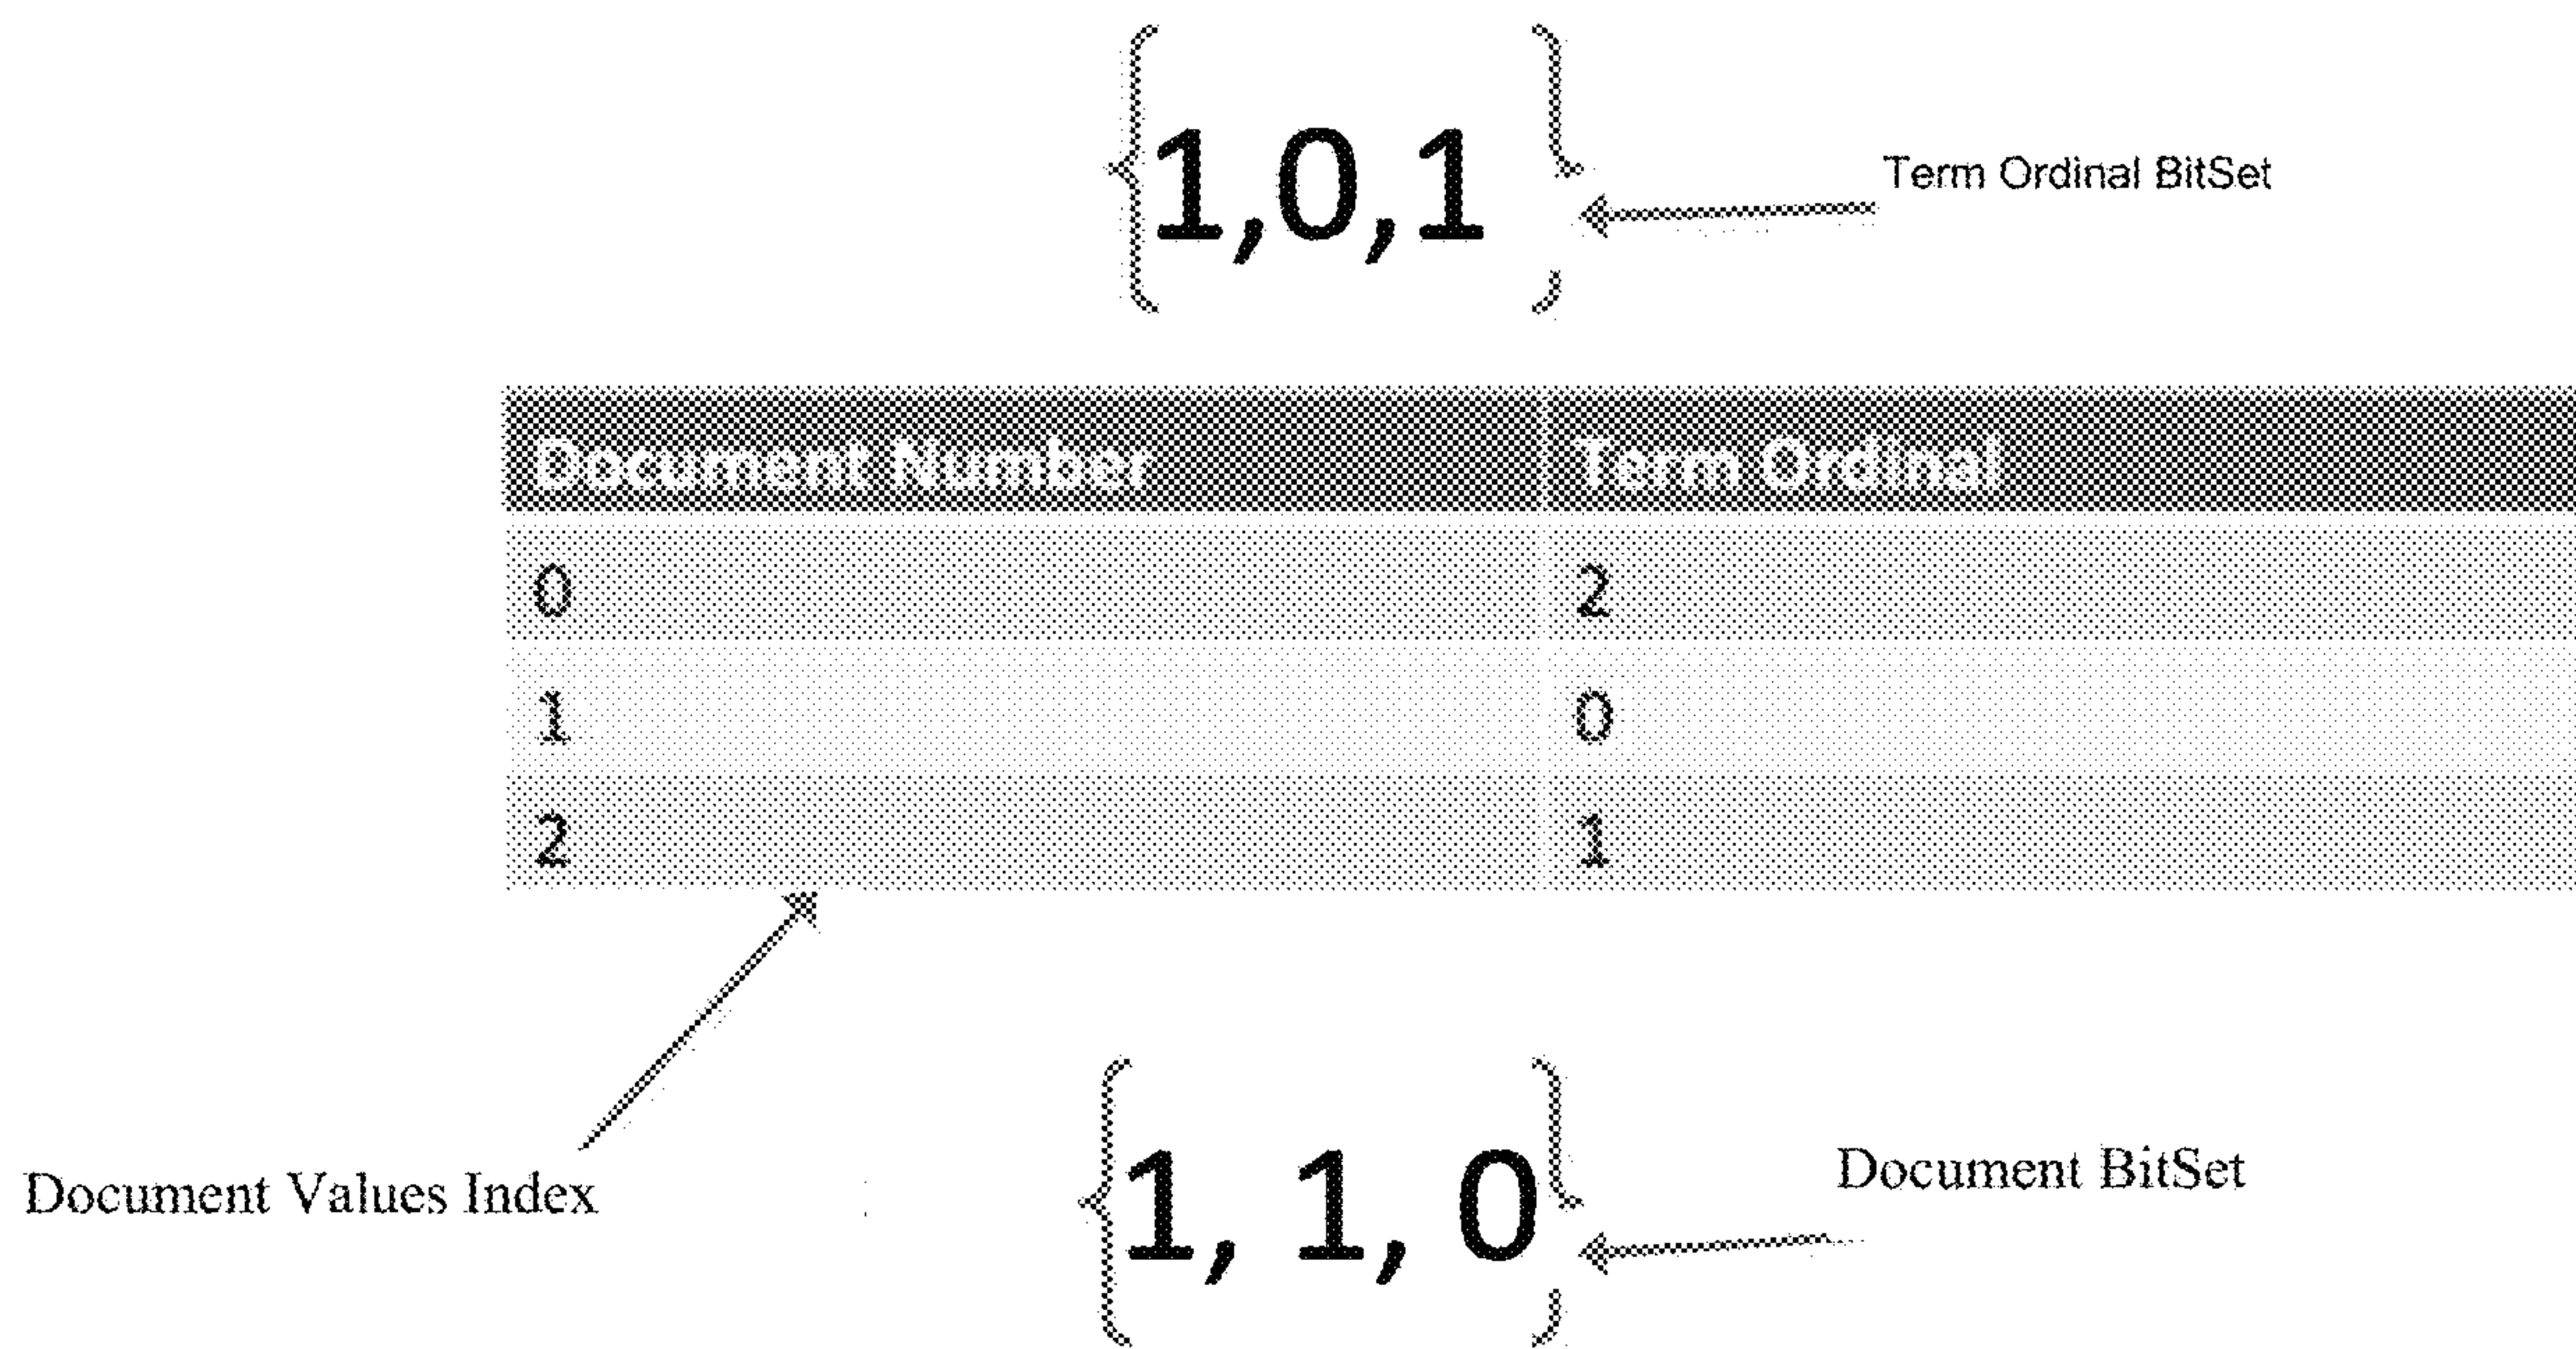 1,0,1
Term Ordinal BitSet
Document Number Term Ordinal
0 2
1 0
2 1
Document Values Index
1, 1, 0
Document BitSet